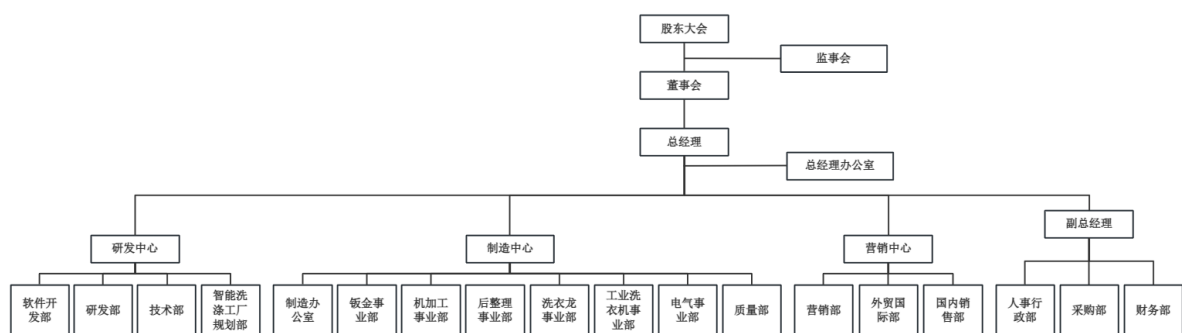 股东大会
监事会
董事会
总经理
总经理办公室
研发中心
制造中心
营销中心
副总经理
软件开
发部
研发部
技术部
智能洗
涤工厂
规划部
制造办
公室
钣金事
业部
机加工
事业部
后整理
事业部
洗衣龙
事业部
工业洗
衣机事
业部
电气事
业部
质量部
营销部
外贸国
际部
国内销
售部
人事行
政部
采购部
财务部